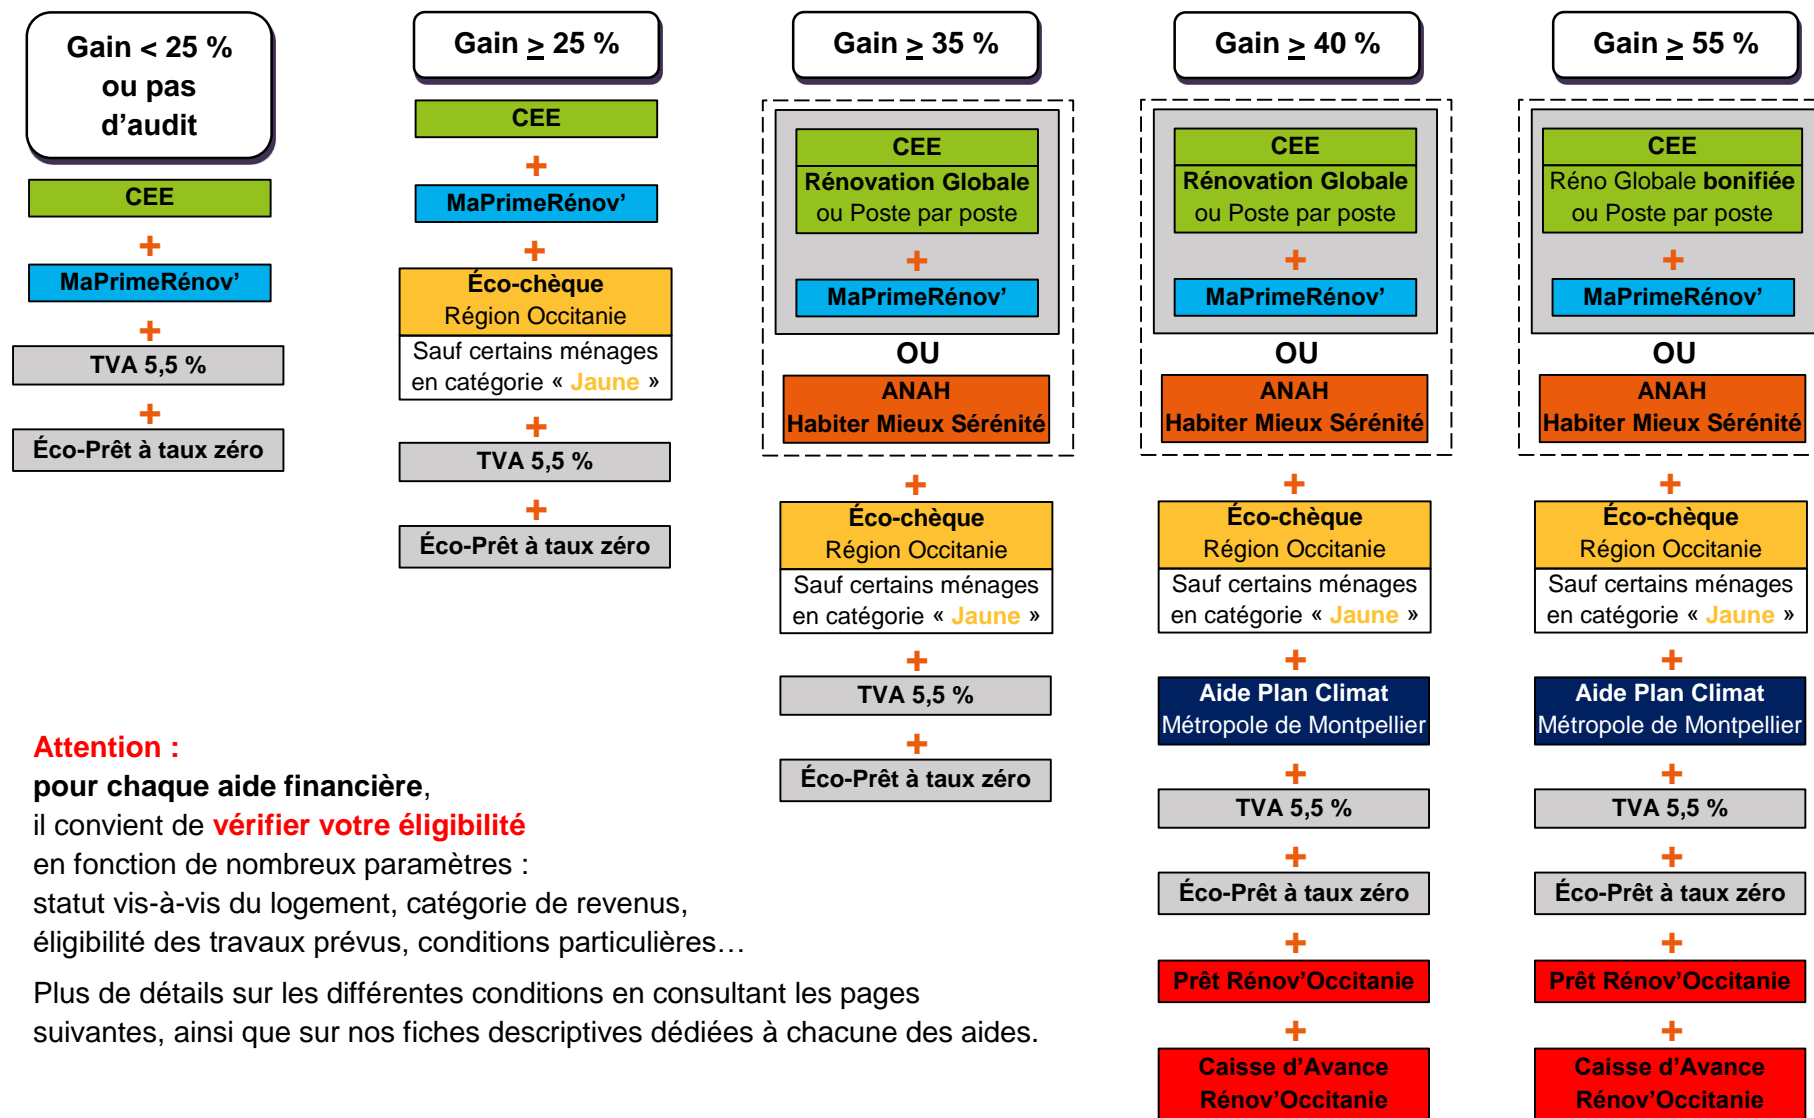 Gain < 25 %
ou pas
d’audit
CEE
+
MaPrimeRénov’
+
TVA 5,5 %
+
Éco-Prêt à taux zéro
Gain ≥ 25 %
CEE
+
MaPrimeRénov’
+
Éco-chèque
Région Occitanie
Sauf certains ménages
en catégorie « Jaune »
+
TVA 5,5 %
+
Éco-Prêt à taux zéro
Gain ≥ 35 %
CEE
Rénovation Globale
ou Poste par poste
+
MaPrimeRénov’
OU
ANAH
Habiter Mieux Sérénité
+
Éco-chèque
Région Occitanie
Sauf certains ménages
en catégorie « Jaune »
+
TVA 5,5 %
+
Éco-Prêt à taux zéro
Gain ≥ 40 %
CEE
Rénovation Globale
ou Poste par poste
+
MaPrimeRénov’
OU
ANAH
Habiter Mieux Sérénité
+
Éco-chèque
Région Occitanie
Sauf certains ménages
en catégorie « Jaune »
+
Aide Plan Climat
Métropole de Montpellier
+
TVA 5,5 %
+
Éco-Prêt à taux zéro
+
Prêt Rénov’Occitanie
+
Caisse d’Avance
Rénov’Occitanie
Gain ≥ 55 %
CEE
Réno Globale bonifiée
ou Poste par poste
+
MaPrimeRénov’
OU
ANAH
Habiter Mieux Sérénité
+
Éco-chèque
Région Occitanie
Sauf certains ménages
en catégorie « Jaune »
+
Aide Plan Climat
Métropole de Montpellier
+
TVA 5,5 %
+
Éco-Prêt à taux zéro
+
Prêt Rénov’Occitanie
+
Caisse d’Avance
Rénov’Occitanie
Attention :
pour chaque aide financière,
il convient de vérifier votre éligibilité
en fonction de nombreux paramètres :
statut vis-à-vis du logement, catégorie de revenus,
éligibilité des travaux prévus, conditions particulières…
Plus de détails sur les différentes conditions en consultant les pages
suivantes, ainsi que sur nos fiches descriptives dédiées à chacune des aides.